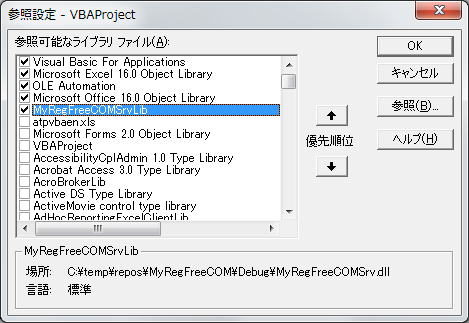 参照設定 - VBAProject
参照可能なライブラリ ファイル(A):
Visual Basic For Applications
Microsoft Excel 16.0 Object Library
OLE Automation
Microsoft Office 16.0 Object Library
MyRegFreeCOMSrvLib
atpvbaen.xls
Microsoft Forms 2.0 Object Library
VBAProject
AccessibilityCplAdmin 1.0 Type Library
Acrobat Access 3.0 Type Library
AcroBrokerLib
Active DS Type Library
ActiveMovie control type library
AdHocReportingExcelClientLib
優先順位
OK
キャンセル
参照(B)...
ヘルプ(H)
MyRegFreeCOMSrvLib
場所: C:¥temp¥repos¥MyRegFreeCOM¥Debug¥MyRegFreeCOMSrv.dll
言語: 標準